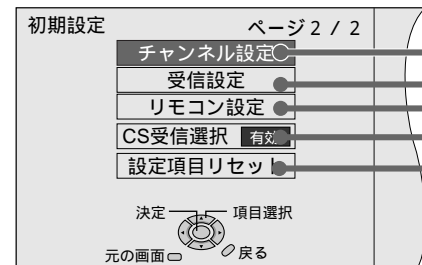 初期設定 ページ2 / 2
チャンネル設定
受信設定
リモコン設定
CS受信選択 有効
設定項目リセット
決定 項目選択
元の画面 戻る